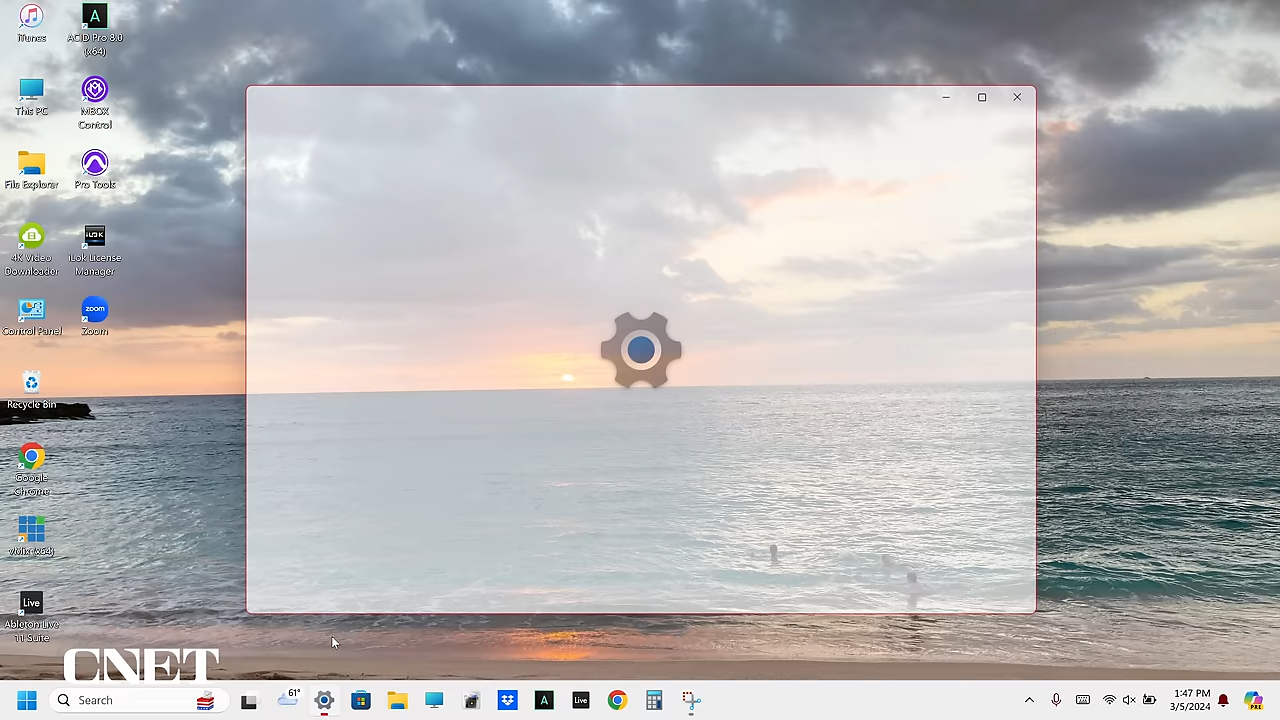 iTunes
ACID Pro 8.0
(x64)
This PC
MBOX
Control
File Explorer
Pro Tools
4K Video
Downloader
iLOK
iLok License
Manager
Control Panel
zoom
Zoom
Recycle Bin
Google
Chrome
vMix (x64)
Live
Ableton Live
11 Suite
CNET
Search
61°
A
Live
1:47 PM
3/5/2024
PRE